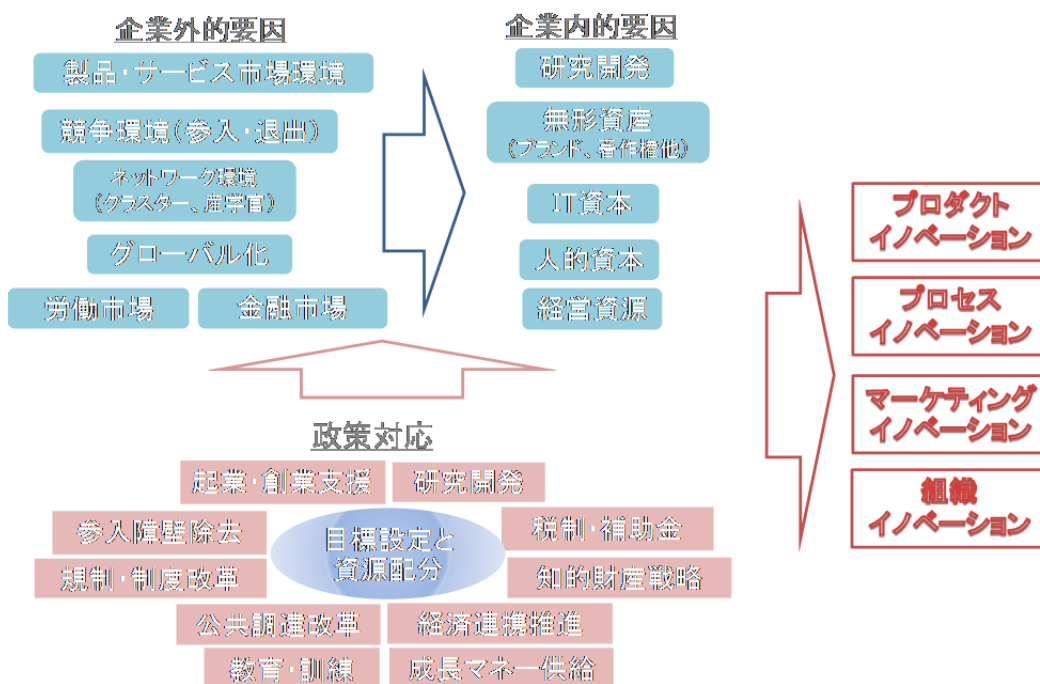 企業外的要因
製品・サービス市場環境
競争環境(参入・退出)
ネットワーク環境
(クラスター、産学官)
グローバル化
労働市場
金融市場
企業内的要因
研究開発
無形資産
(ブランド、著作権他)
IT資本
人的資本
経営資源
政策対応
起業・創業支援
研究開発
参入障壁除去
目標設定と
資源配分
税制・補助金
規制・制度改革
知的財産戦略
公共調達改革
経済連携推進
教育・訓練
成長マネー供給
プロダクト
イノベーション
プロセス
イノベーション
マーケティング
イノベーション
組織
イノベーション